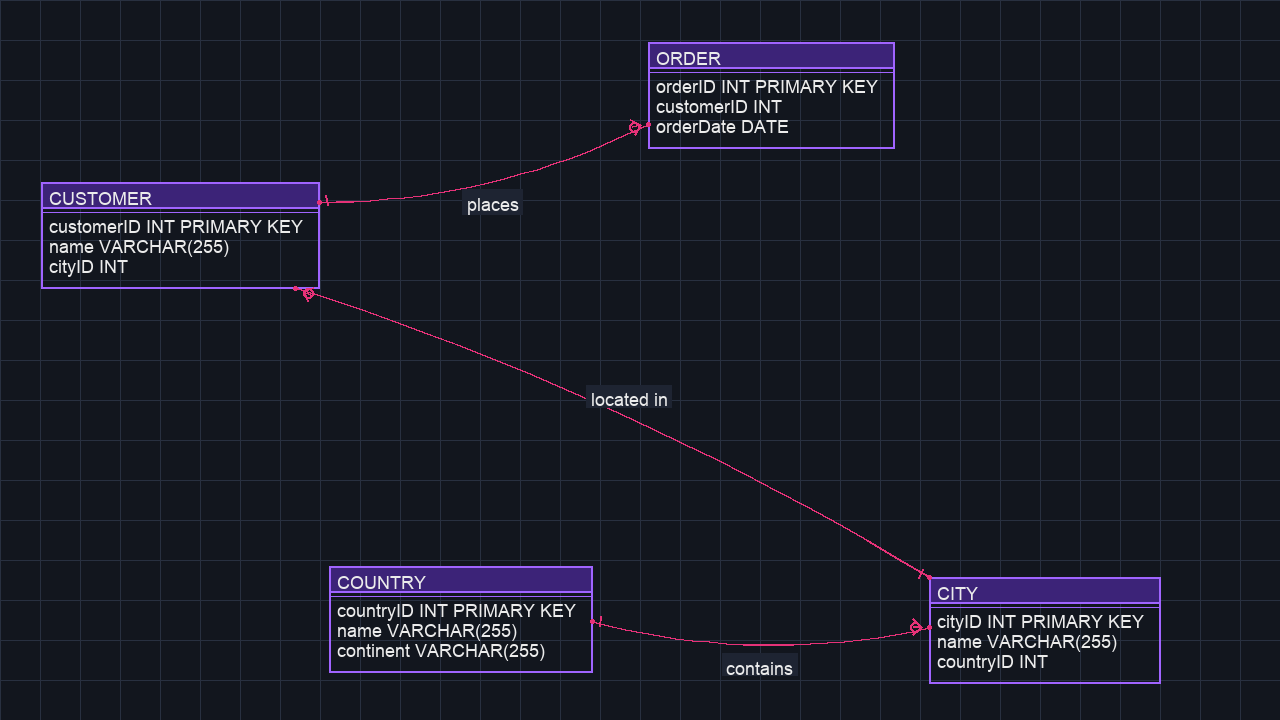 ORDER
orderID INT PRIMARY KEY
customerID INT
orderDate DATE
CUSTOMER
customerID INT PRIMARY KEY
name VARCHAR(255)
cityID INT
places
located in
COUNTRY
countryID INT PRIMARY KEY
name VARCHAR(255)
continent VARCHAR(255)
CITY
cityID INT PRIMARY KEY
name VARCHAR(255)
countryID INT
contains